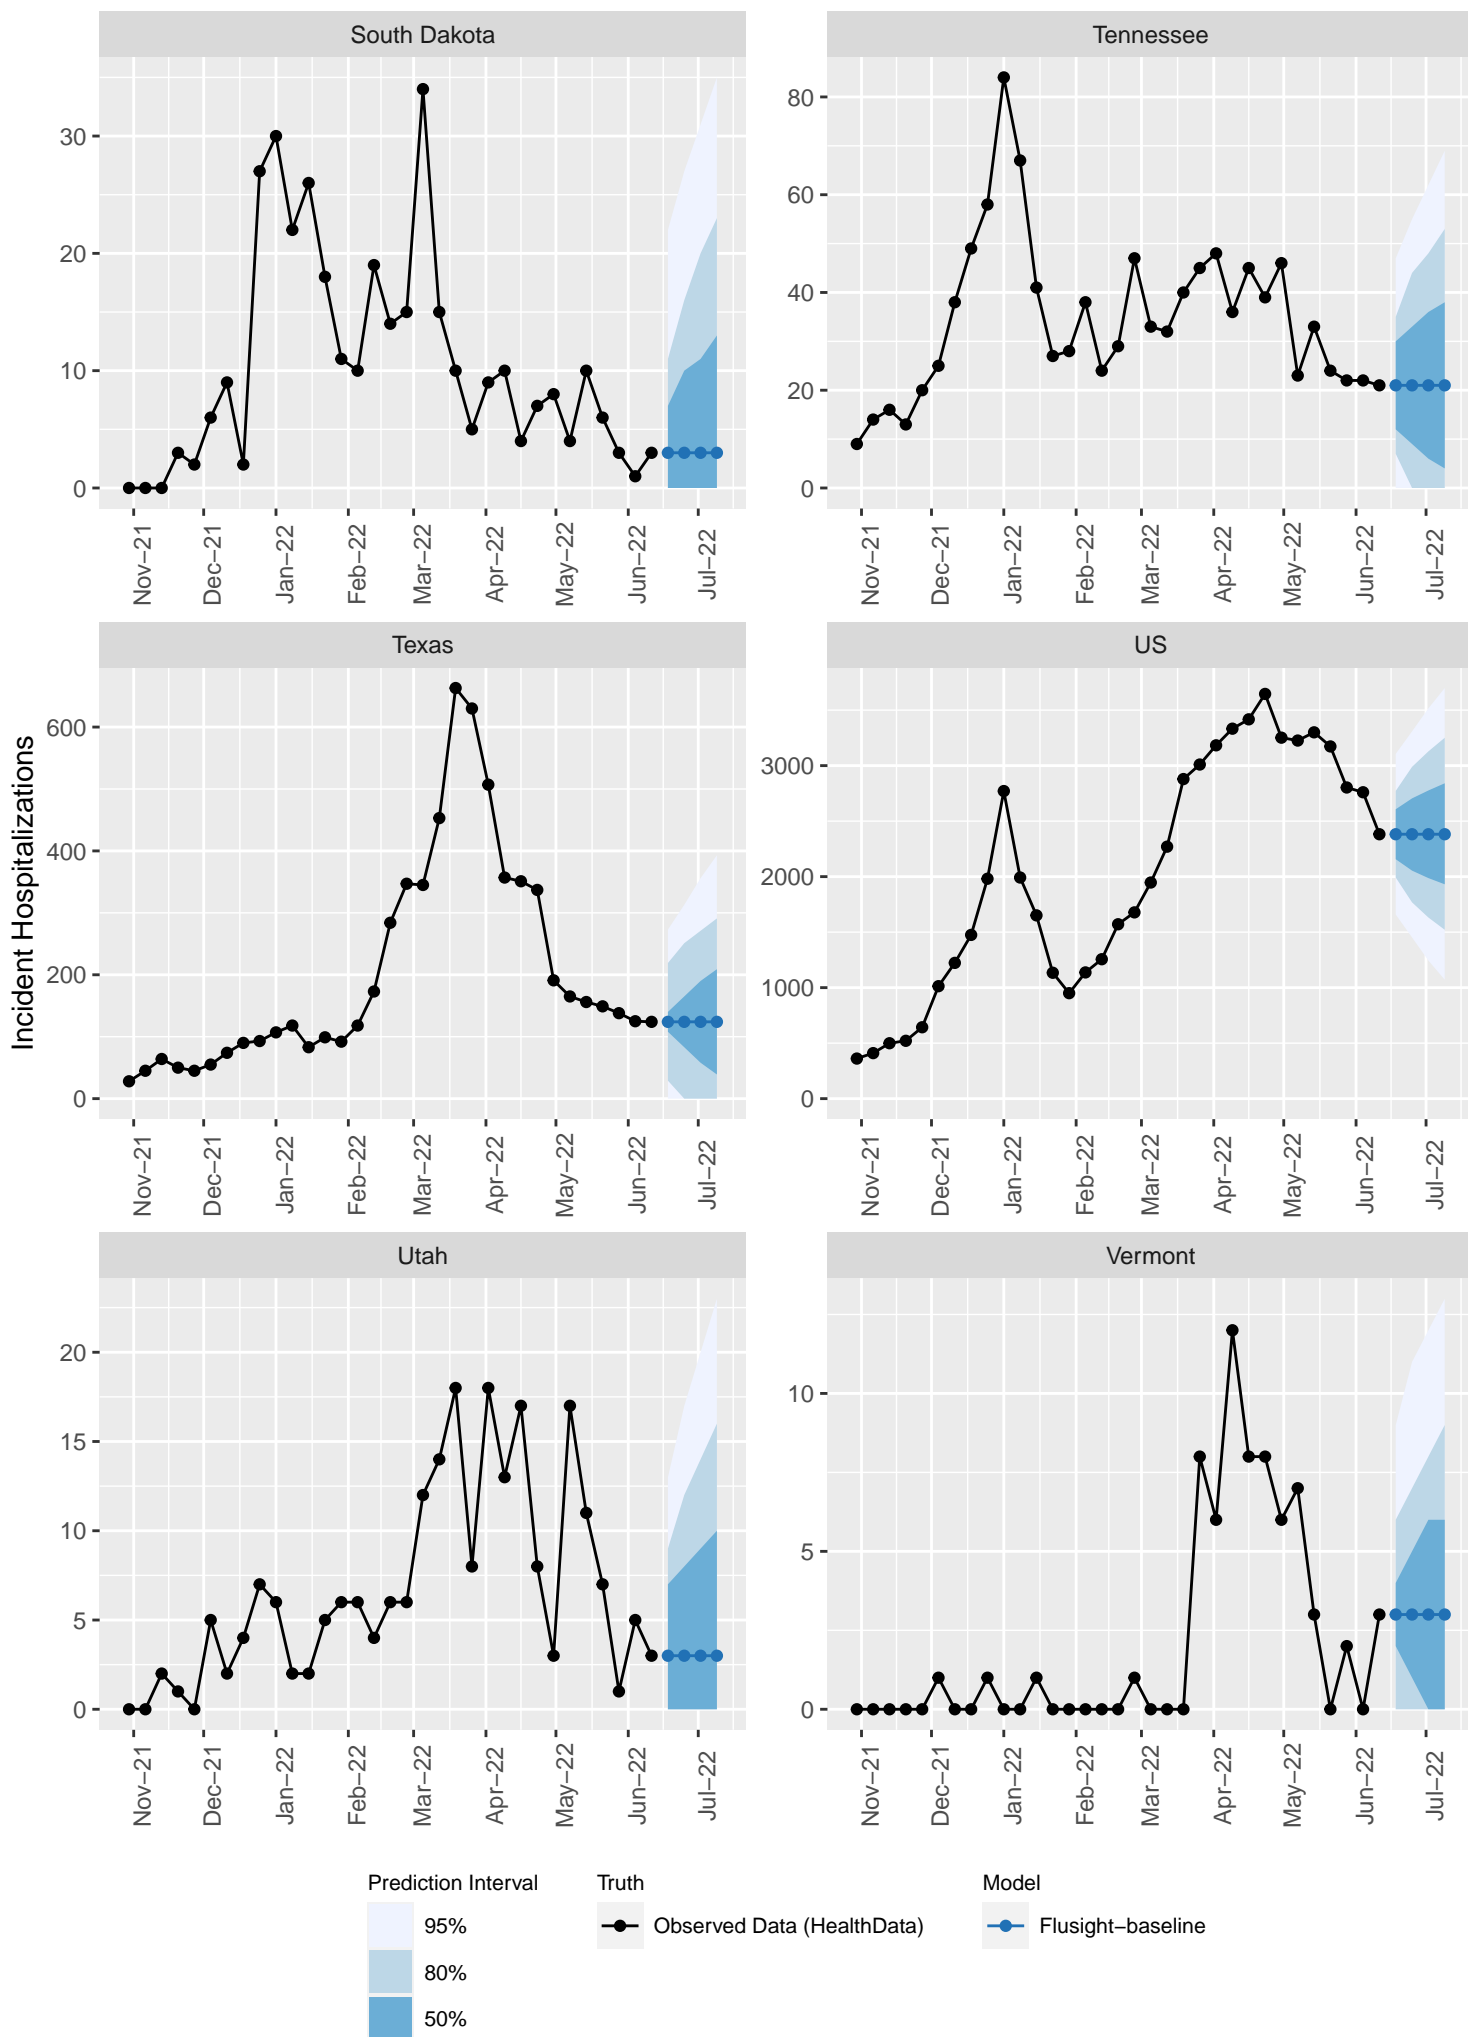 South Dakota
Tennessee
30
20
10
0
80
60
40
20
0
Nov−21
Dec−21
Jan−22
Feb−22
Mar−22
Apr−22
May−22
Jun−22
Jul−22
Nov−21
Dec−21
Jan−22
Feb−22
Mar−22
Apr−22
May−22
Jun−22
Jul−22
Incident Hospitalizations
Texas
US
600
400
200
0
3000
2000
1000
0
Nov−21
Dec−21
Jan−22
Feb−22
Mar−22
Apr−22
May−22
Jun−22
Jul−22
Nov−21
Dec−21
Jan−22
Feb−22
Mar−22
Apr−22
May−22
Jun−22
Jul−22
Utah
Vermont
20
15
10
5
0
10
5
0
Nov−21
Dec−21
Jan−22
Feb−22
Mar−22
Apr−22
May−22
Jun−22
Jul−22
Nov−21
Dec−21
Jan−22
Feb−22
Mar−22
Apr−22
May−22
Jun−22
Jul−22
Prediction Interval
95%
80%
50%
Truth
Observed Data (HealthData)
Model
Flusight−baseline